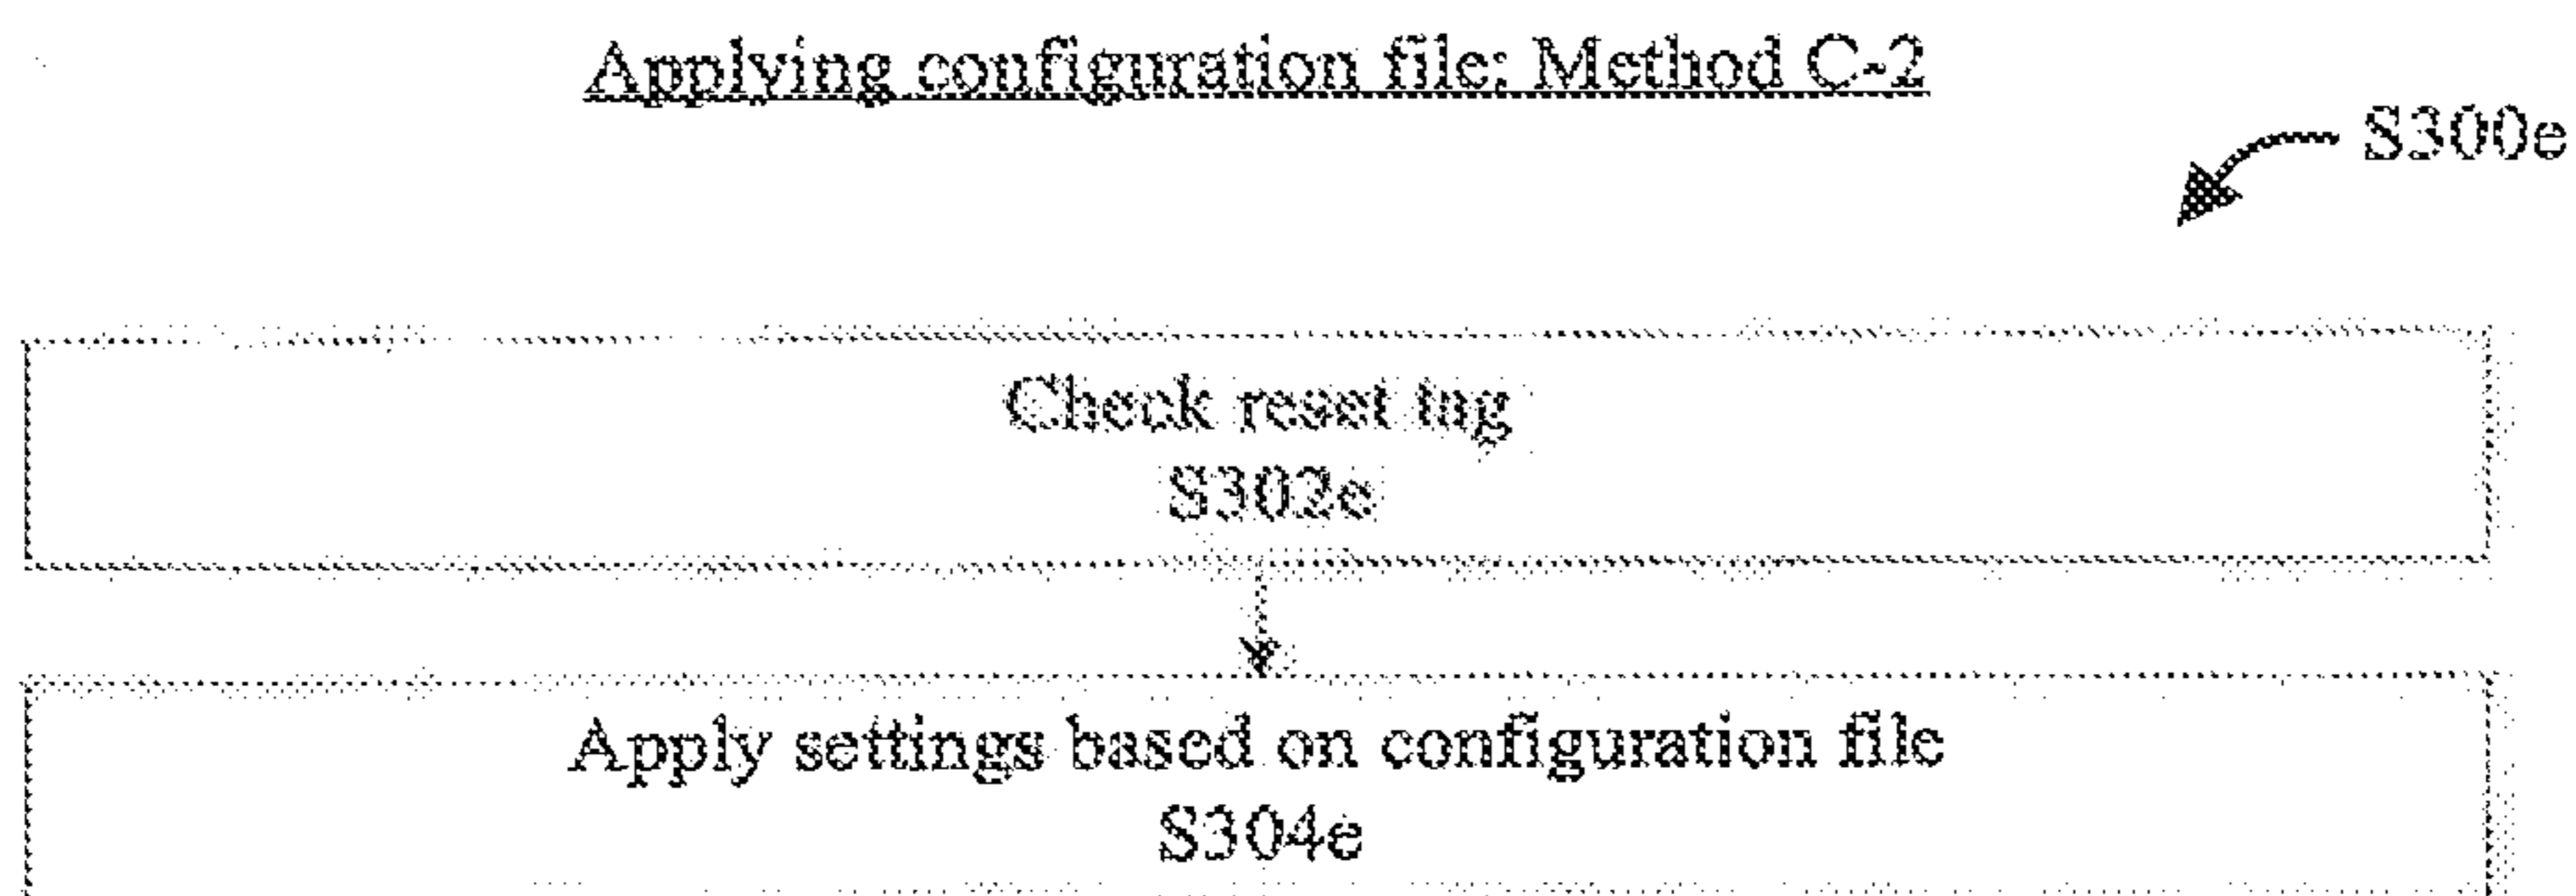 Applying configuration file: Method C-2
S300e
Check reset tag
S302e
Apply settings based on configuration file
S304e